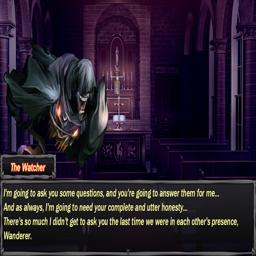 The Watcher
I'm going to ask you some questions, and you're going to answer them for me...
And as always, I'm going to need your complete and utter honesty...
There's so much I didn't get to ask you the last time we were in each other's presence,
Wanderer.